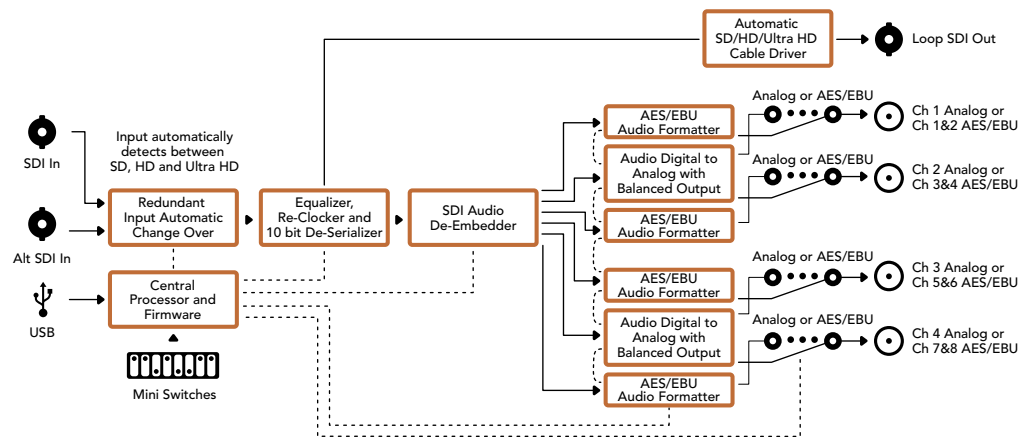 Automatic
SD/HD/Ultra HD
Cable Driver
Loop SDI Out
SDI In
Input automatically
detects between
SD, HD and Ultra HD
Alt SDI In
Redundant
Input Automatic
Change Over
Equalizer,
Re-Clocker and
10 bit De-Serializer
SDI Audio
De-Embedder
USB
Central
Processor and
Firmware
Mini Switches
AES/EBU
Audio Formatter
Audio Digital to
Analog with
Balanced Output
AES/EBU
Audio Formatter
AES/EBU
Audio Formatter
Audio Digital to
Analog with
Balanced Output
AES/EBU
Audio Formatter
Analog or AES/EBU
Ch 1 Analog or
Ch 1&2 AES/EBU
Analog or AES/EBU
Ch 2 Analog or
Ch 3&4 AES/EBU
Analog or AES/EBU
Ch 3 Analog or
Ch 5&6 AES/EBU
Analog or AES/EBU
Ch 4 Analog or
Ch 7&8 AES/EBU